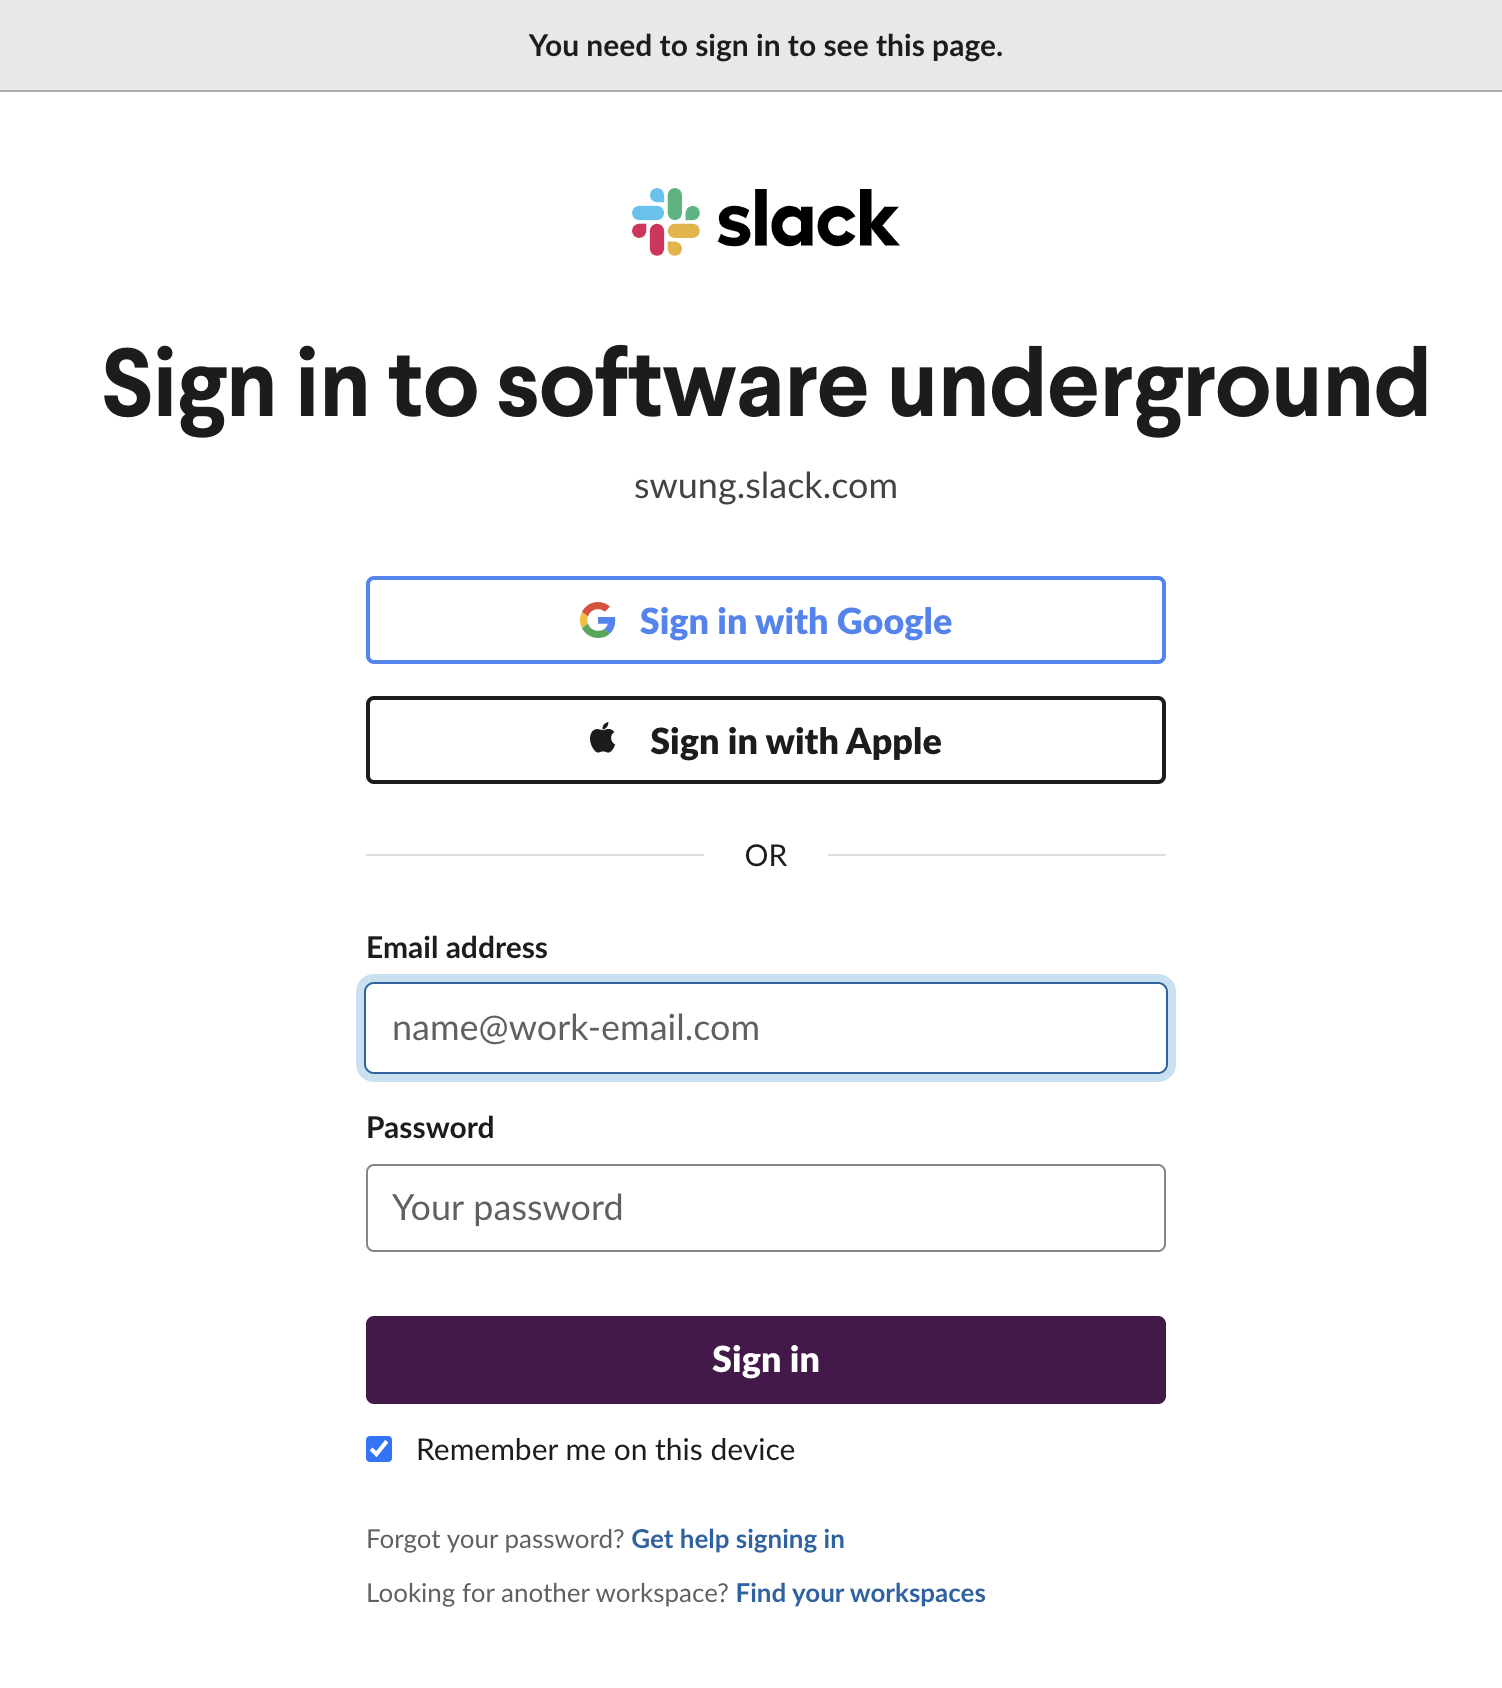 You need to sign in to see this page.
slack
Sign in to software underground
swung.slack.com
Sign in with Google
Sign in with Apple
OR
Email address
name@work-email.com
Password
Your password
Sign in
Remember me on this device
Forgot your password? Get help signing in
Looking for another workspace? Find your workspaces